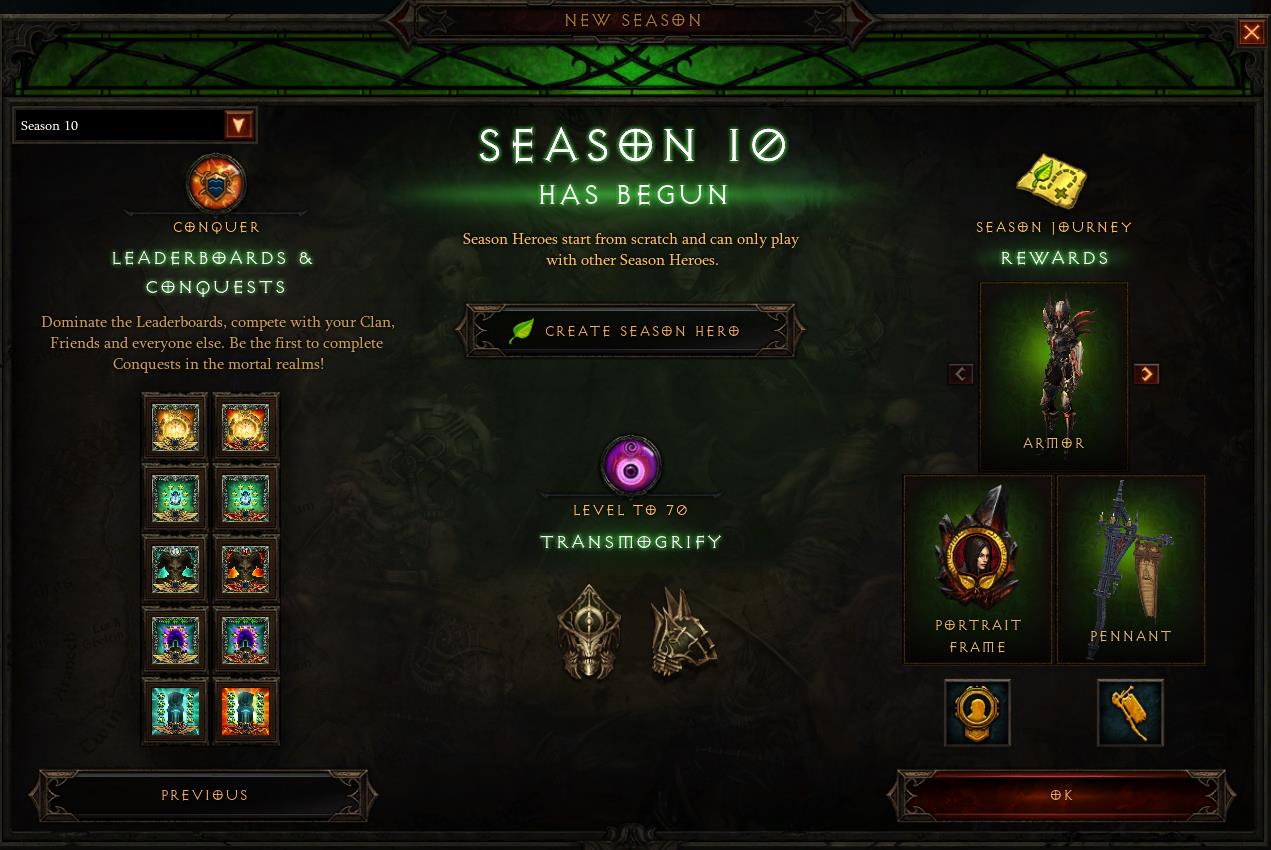 NEW SEASON
Season 10
SEASON 10
HAS BEGUN
Season Heroes start from scratch and can only play
with other Season Heroes.
CREATE SEASON HERO
CONQUER
LEADERBOARDS &
CONQUESTS
Dominate the Leaderboards, compete with your Clan,
Friends and everyone else. Be the first to complete
Conquests in the mortal realms!
LEVEL TO 70
TRANSMOGRIFY
SEASON JOURNEY
REWARDS
ARMOR
PORTRAIT
FRAME
PENNANT
PREVIOUS
OK